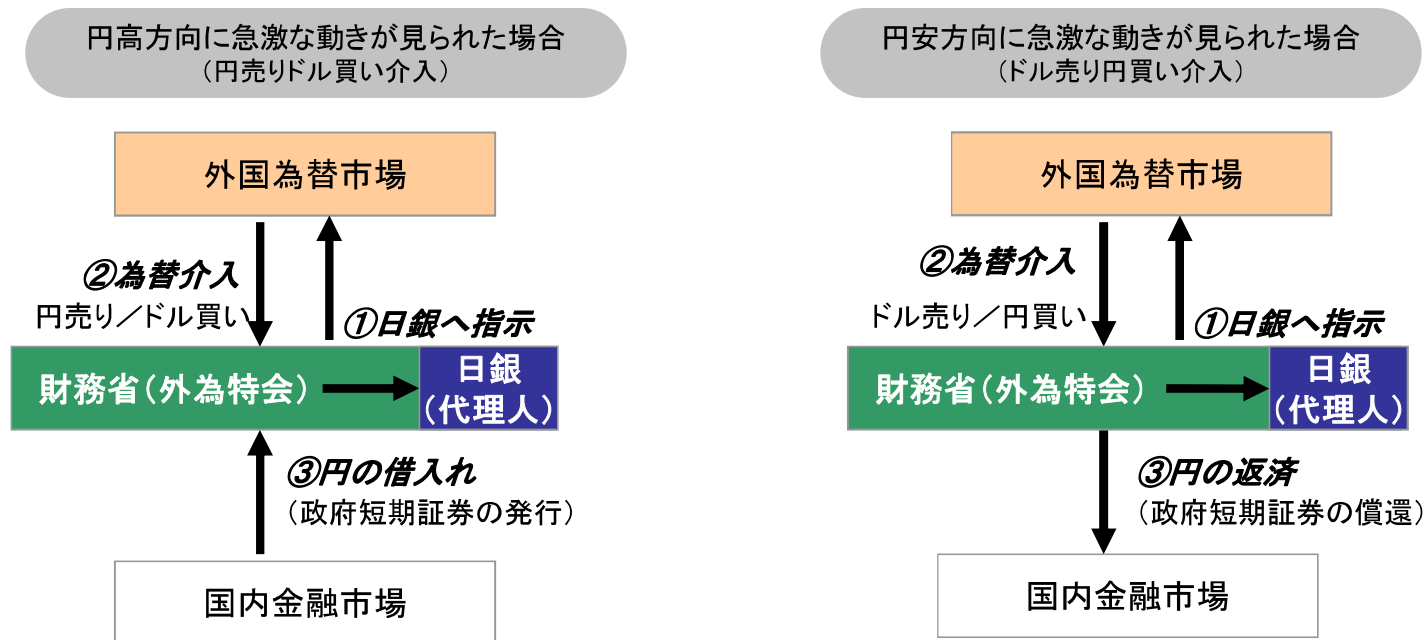 円高方向に急激な動きが見られた場合
（円売りドル買い介入）
外国為替市場
②為替介入
円売り／ドル買い
①日銀へ指示
財務省（外為特会）
日銀
（代理人）
③円の借入れ
（政府短期証券の発行）
国内金融市場
円安方向に急激な動きが見られた場合
（ドル売り円買い介入）
外国為替市場
②為替介入
ドル売り／円買い
①日銀へ指示
財務省（外為特会）
日銀
（代理人）
③円の返済
（政府短期証券の償還）
国内金融市場